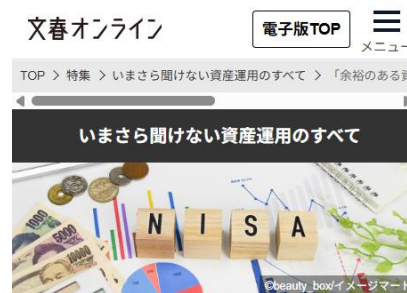 文春オンライン
電子版TOP
メニュー
TOP > 特集 > いまさら聞けない資産運用のすべて > 「余裕のある
いまさら聞けない資産運用のすべて
1000
5000
10000
N I S A
©beauty_box/イメージマート